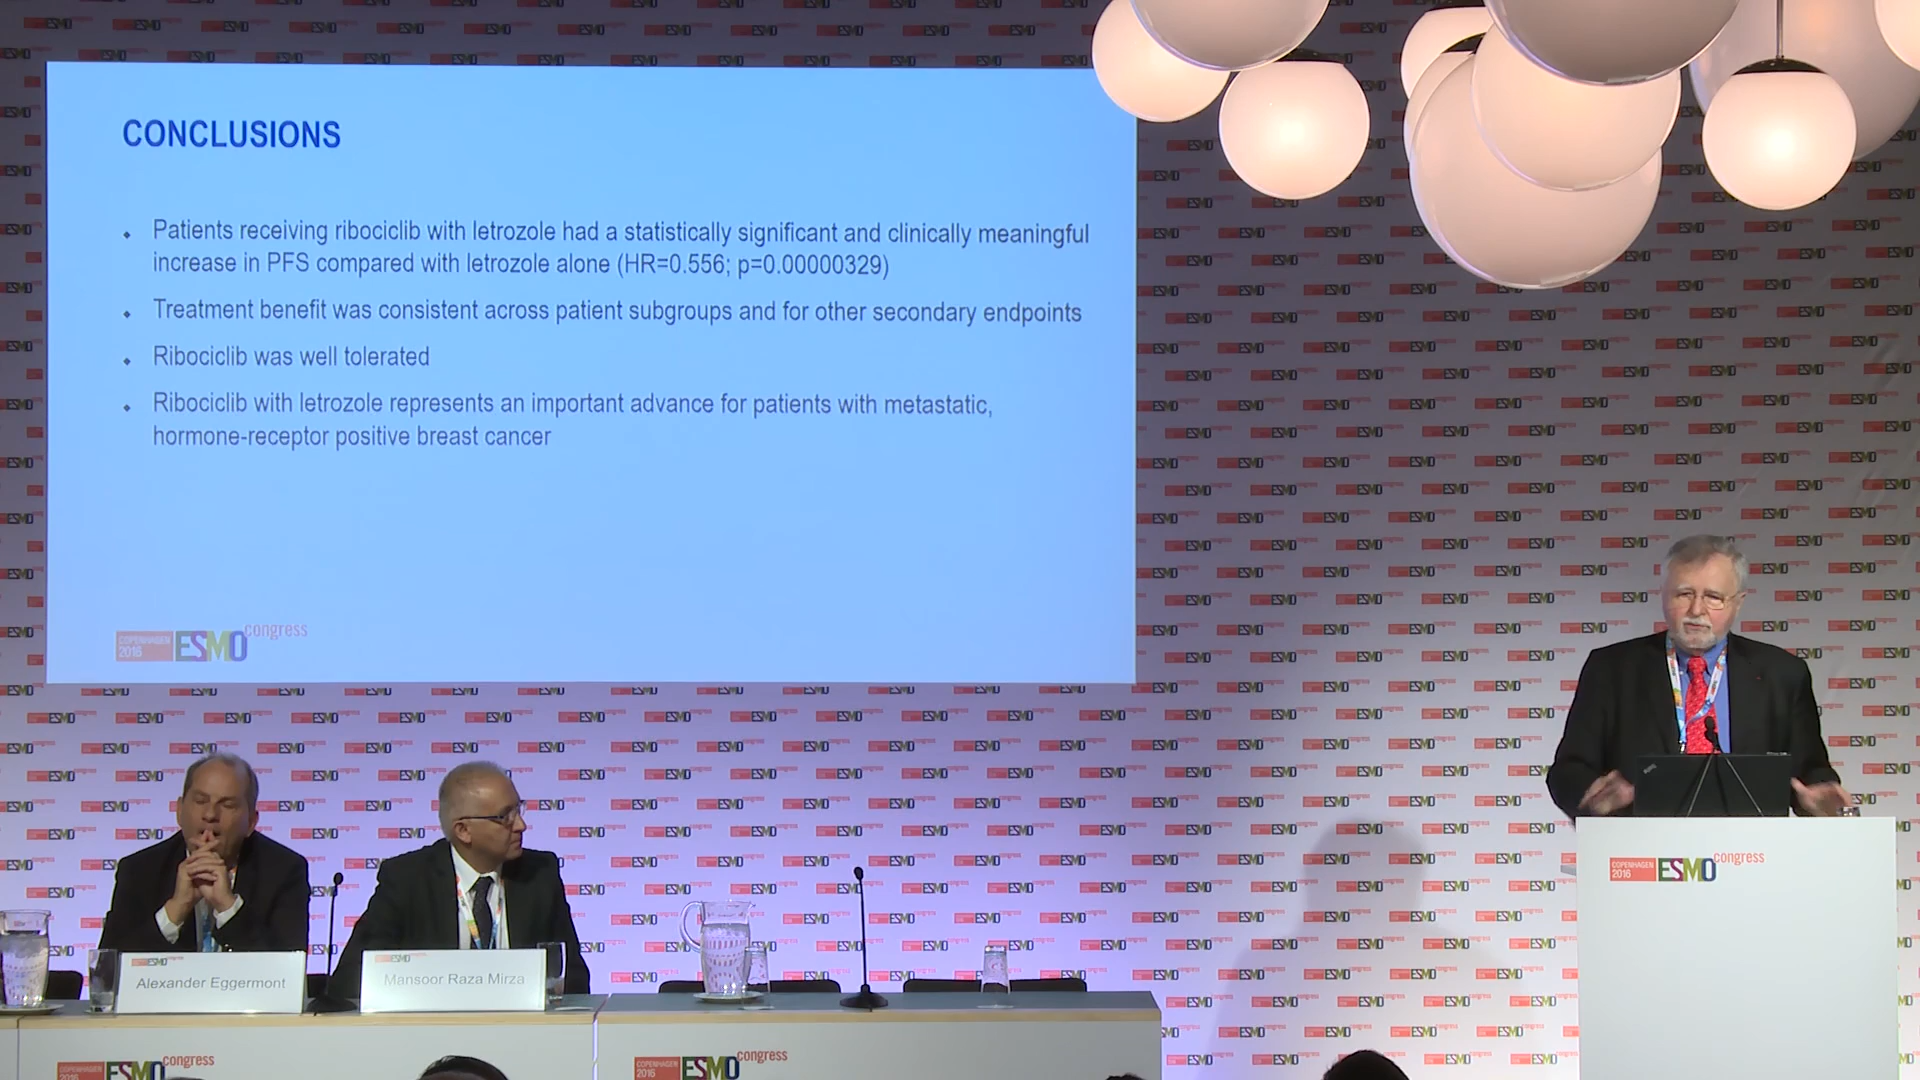 CONCLUSIONS
Patients receiving ribociclib with letrozole had a statistically significant and clinically meaningful
increase in PFS compared with letrozole alone (HR=0.556; p=0.00000329)
Treatment benefit was consistent across patient subgroups and for other secondary endpoints
Ribociclib was well tolerated
Ribociclib with letrozole represents an important advance for patients with metastatic,
hormone-receptor positive breast cancer
COPENHAGEN 2016 ESMO congress
COPENHAGEN 2016 ESMO congress
Alexander Eggermont
Mansoor Raza Mirza
ESMO congress
COPENHAGEN 2016 ESMO congress